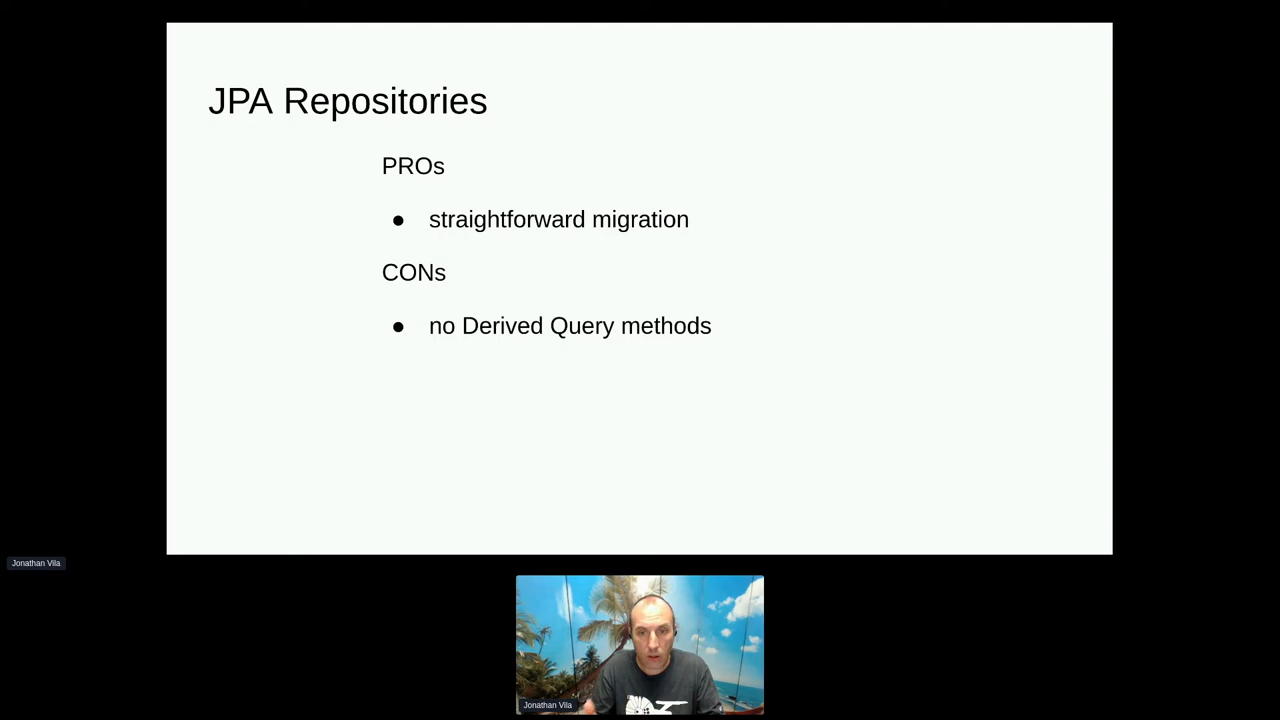 JPA Repositories
PROs
● straightforward migration
CONs
● no Derived Query methods
Jonathan Vila
Jonathan Vila